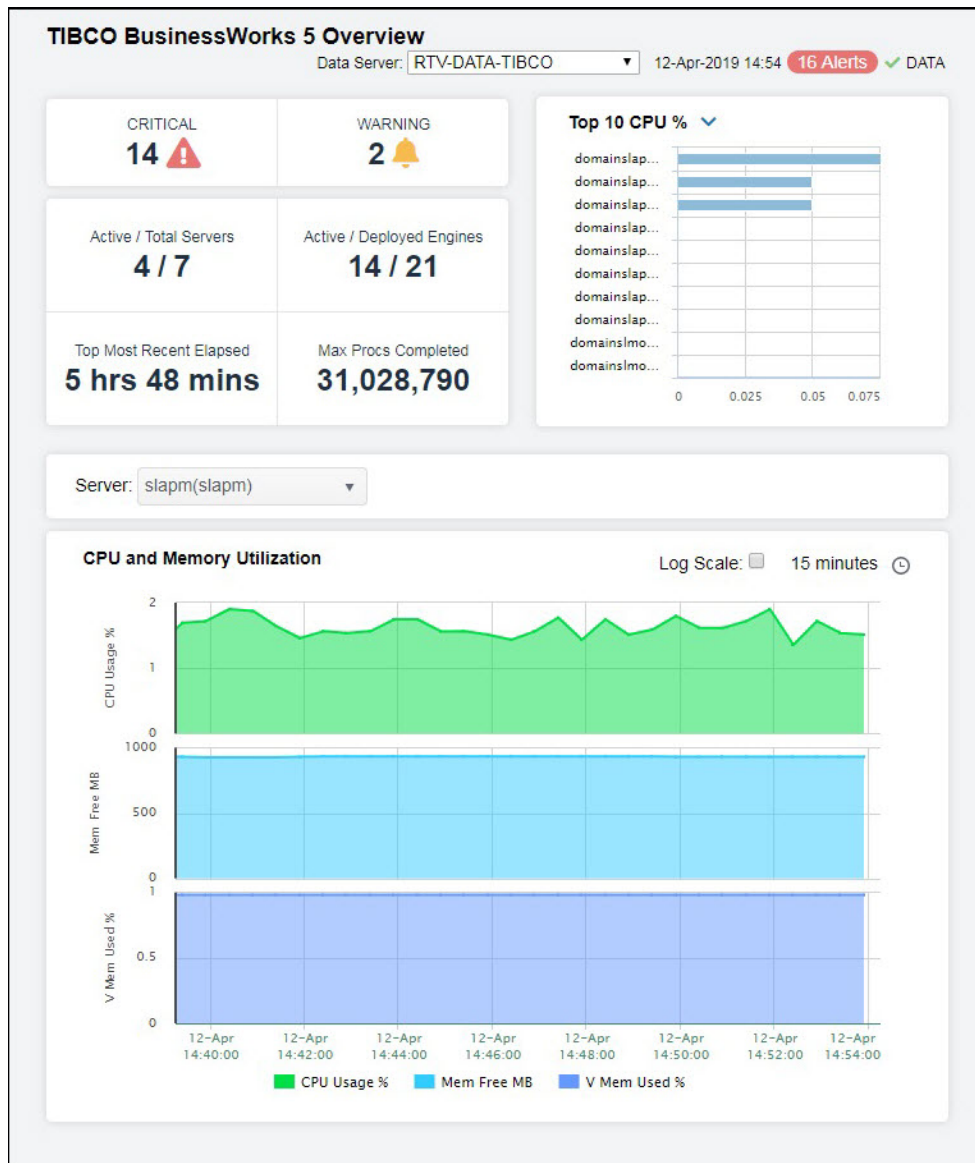 TIBCO BusinessWorks 5 Overview
Data Server: RTV-DATA-TIBCO 12-Apr-2019 14:54 16 Alerts DATA
CRITICAL
14
WARNING
2
Active / Total Servers
4 / 7
Active / Deployed Engines
14 / 21
Top Most Recent Elapsed
5 hrs 48 mins
Max Procs Completed
31,028,790
Top 10 CPU %
domainslap...
domainslap...
domainslap...
domainslap...
domainslap...
domainslap...
domainslap...
domainslap...
domainslmo...
domainslmo...
0 0.025 0.05 0.075
Server: slapm(slapm)
CPU and Memory Utilization
Log Scale: 15 minutes
CPU Usage %
2
1
0
Mem Free MB
1000
500
0
V Mem Used %
1
0.5
0
12-Apr 12-Apr 12-Apr 12-Apr 12-Apr 12-Apr 12-Apr 12-Apr
14:40:00 14:42:00 14:44:00 14:46:00 14:48:00 14:50:00 14:52:00 14:54:00
CPU Usage % Mem Free MB V Mem Used %